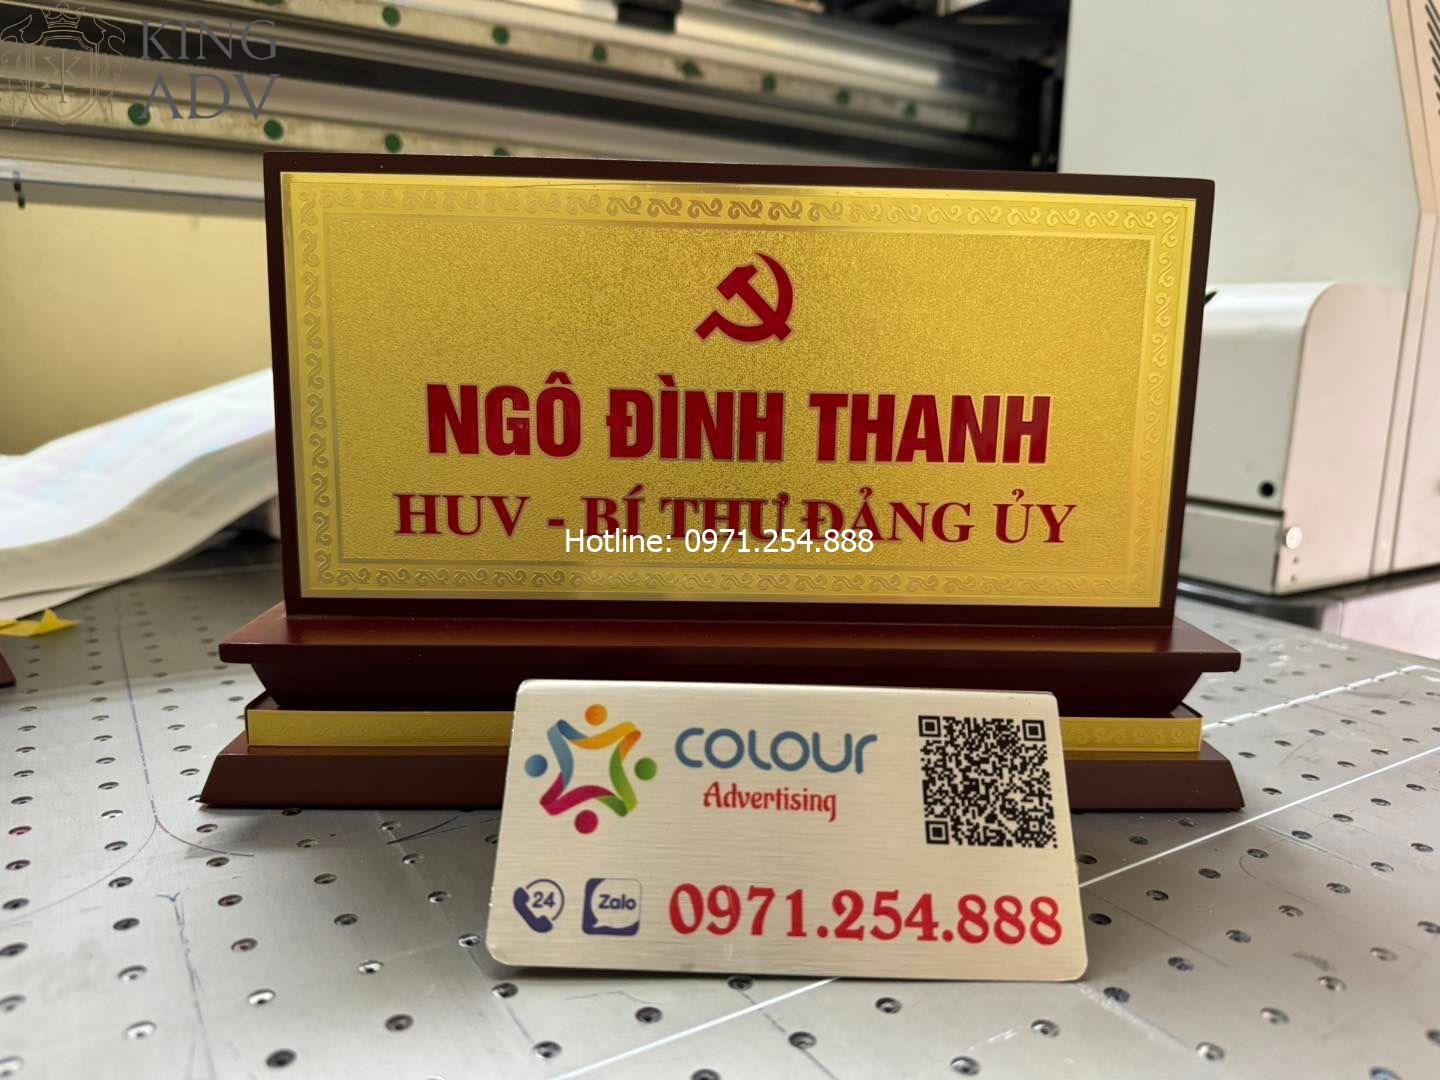 KING
ADV
NGÔ ĐÌNH THANH
HUV - BÍ THƯ ĐẢNG ỦY
Hotline: 0971.254.888
COLOUR
Advertising
24
Zalo
0971.254.888